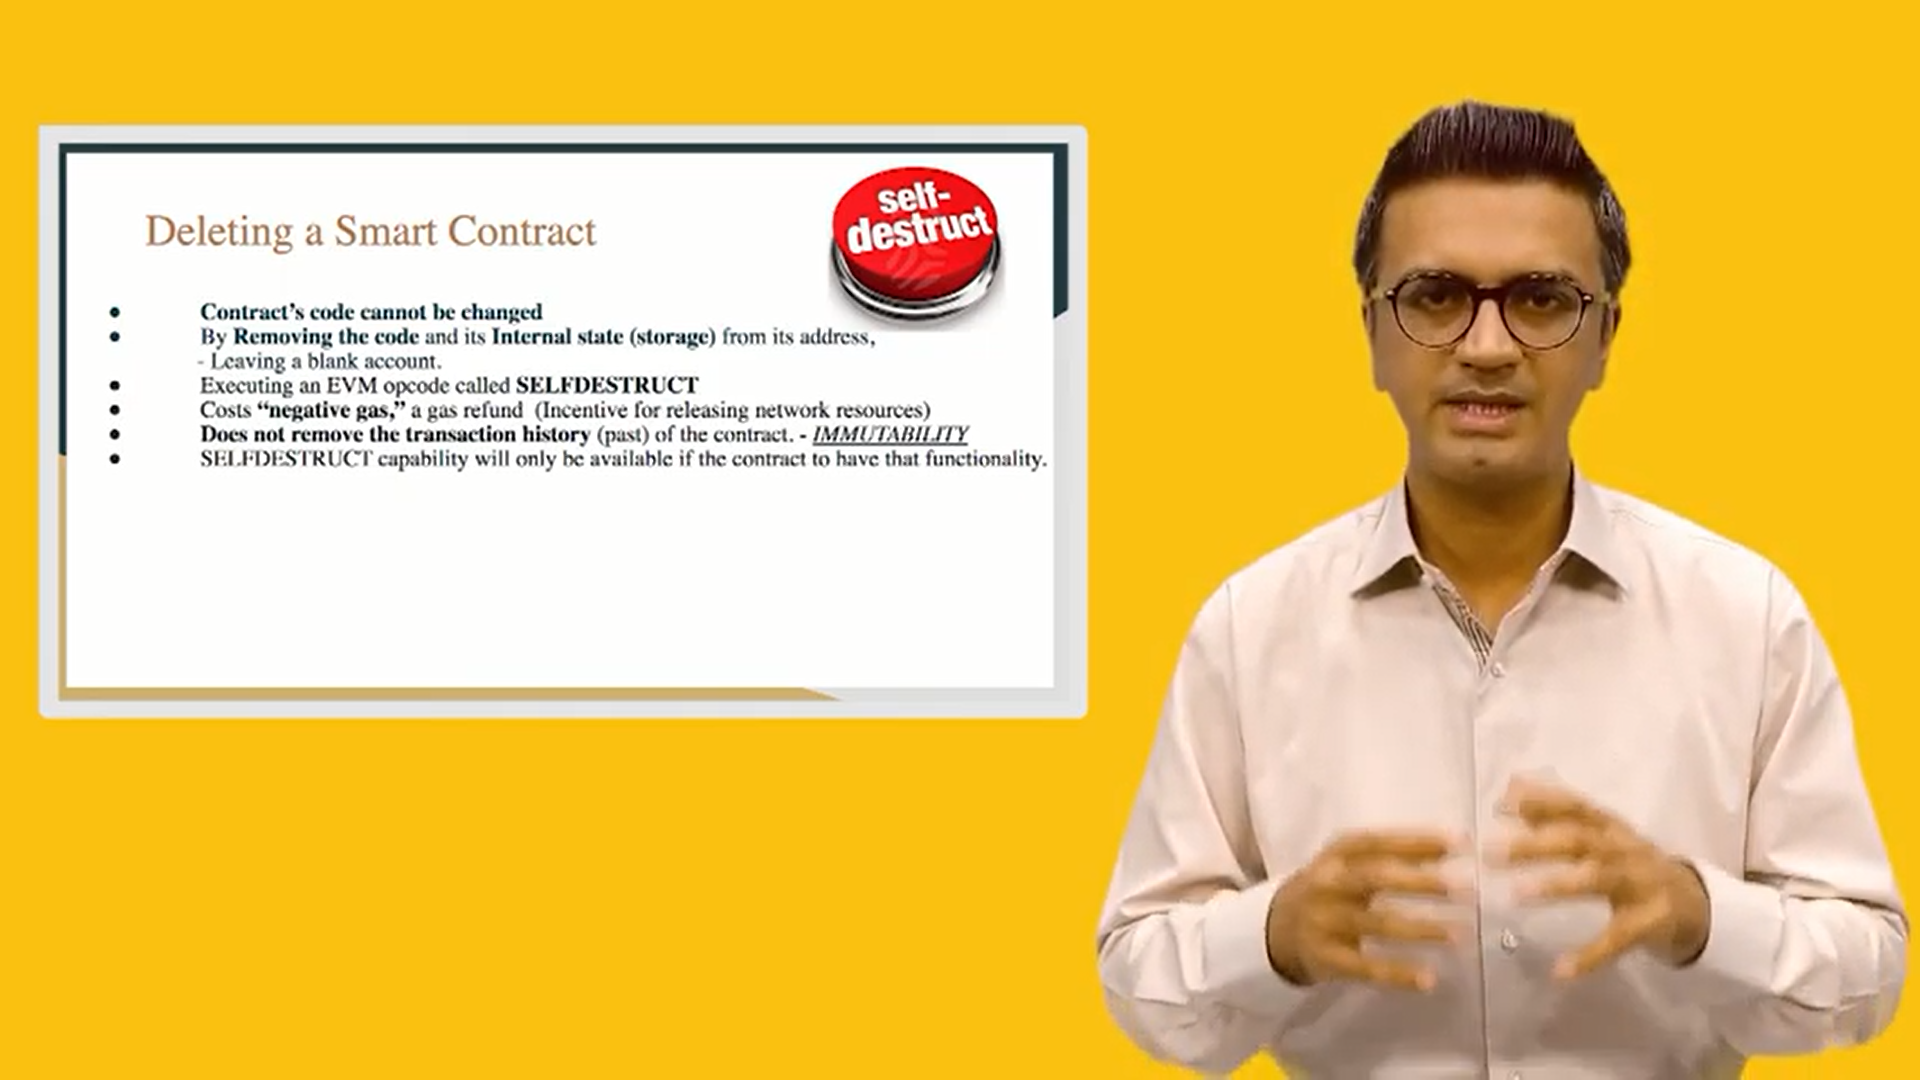 self-
destruct
Deleting a Smart Contract
• Contract's code cannot be changed
• By Removing the code and its Internal state (storage) from its address,
- Leaving a blank account.
• Executing an EVM opcode called SELFDESTRUCT
• Costs “negative gas,” a gas refund (Incentive for releasing network resources)
• Does not remove the transaction history (past) of the contract. - IMMUTABILITY
• SELFDESTRUCT capability will only be available if the contract to have that functionality.